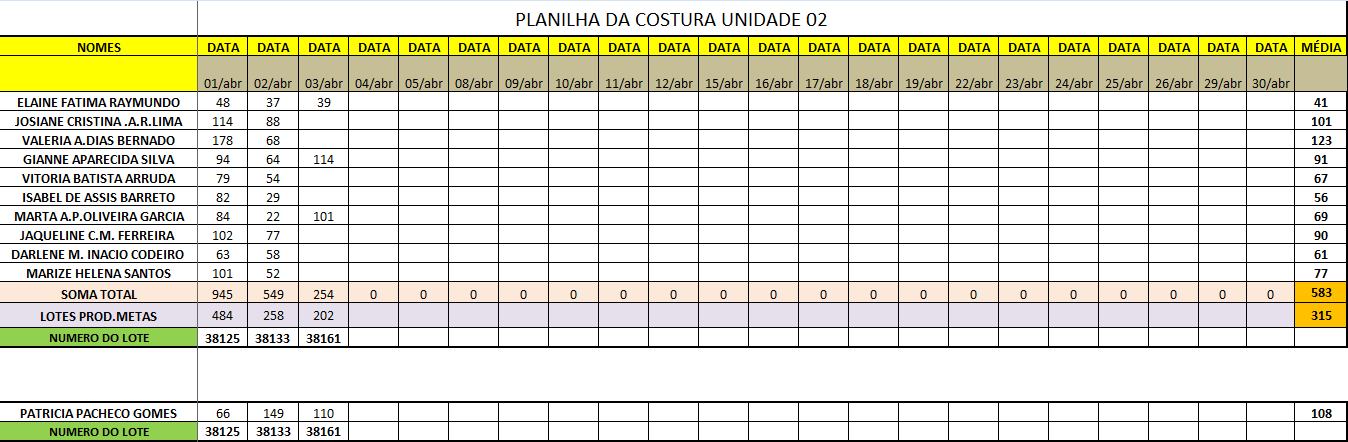 PLANILHA DA COSTURA UNIDADE 02
NOMES DATA DATA DATA DATA DATA DATA DATA DATA DATA DATA DATA DATA DATA DATA DATA DATA DATA DATA DATA DATA DATA DATA MÉDIA
01/abr 02/abr 03/abr 04/abr 05/abr 08/abr 09/abr 10/abr 11/abr 12/abr 15/abr 16/abr 17/abr 18/abr 19/abr 22/abr 23/abr 24/abr 25/abr 26/abr 29/abr 30/abr
ELAINE FATIMA RAYMUNDO 48 37 39 41
JOSIANE CRISTINA .A.R.LIMA 114 88 101
VALERIA A.DIAS BERNADO 178 68 123
GIANNE APARECIDA SILVA 94 64 114 91
VITORIA BATISTA ARRUDA 79 54 67
ISABEL DE ASSIS BARRETO 82 29 56
MARTA A.P.OLIVEIRA GARCIA 84 22 101 69
JAQUELINE C.M. FERREIRA 102 77 90
DARLENE M. INACIO CODEIRO 63 58 61
MARIZE HELENA SANTOS 101 52 77
SOMA TOTAL 945 549 254 0 0 0 0 0 0 0 0 0 0 0 0 0 0 0 0 0 0 0 583
LOTES PROD.METAS 484 258 202 315
NUMERO DO LOTE 38125 38133 38161
PATRICIA PACHECO GOMES 66 149 110 108
NUMERO DO LOTE 38125 38133 38161